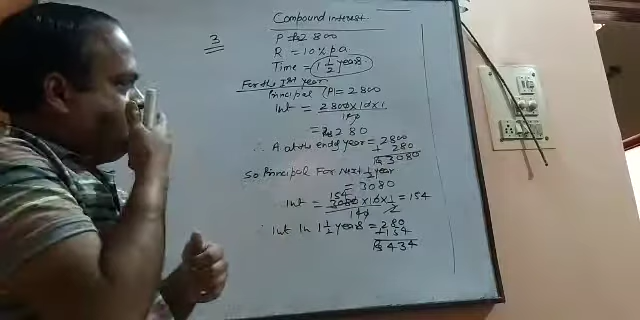 Compound interest
3
P = Rs 2800
R = 10% p.a
Time = 1 1/2 years
For the 1st year
Principal (P) = 2800
Int = 2800 x 10 x 1 / 100
= Rs 280
∴ A at the end of year = 2800
+ 280
Rs 3080
So Principal For Next 1/2 year
= 3080
154
Int = 3080 x 10 x 1 / 100 x 2 = 154
∴ Int in 1 1/2 years = 280
+ 154
Rs 434